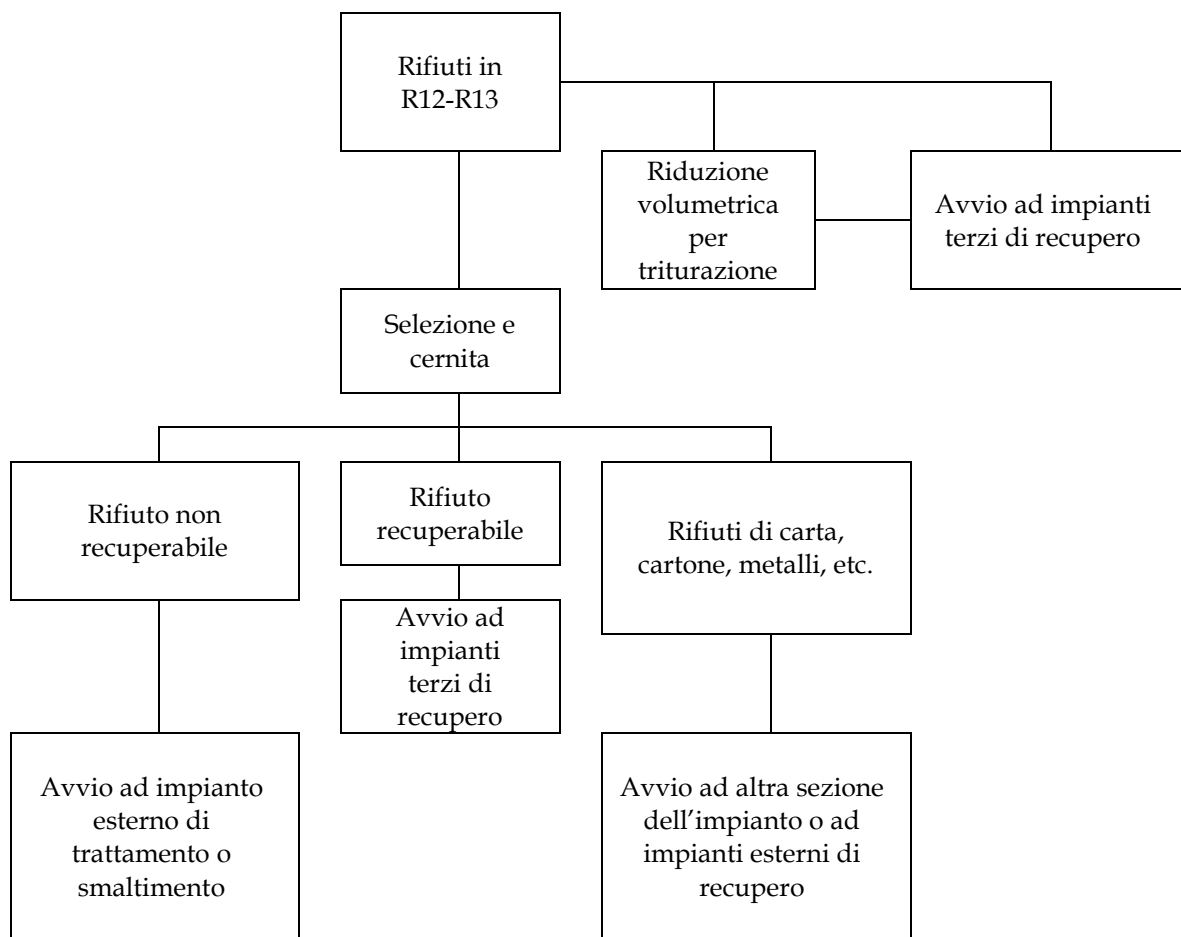 Rifiuti in
R12-R13
Riduzione
volumetrica
per
triturazione
Avvio ad impianti
terzi di recupero
Selezione e
cernita
Rifiuto non
recuperabile
Rifiuto
recuperabile
Rifiuti di carta,
cartone, metalli, etc.
Avvio ad
impianti
terzi di
recupero
Avvio ad impianto
esterno di
trattamento o
smaltimento
Avvio ad altra sezione
dell’impianto o ad
impianti esterni di
recupero